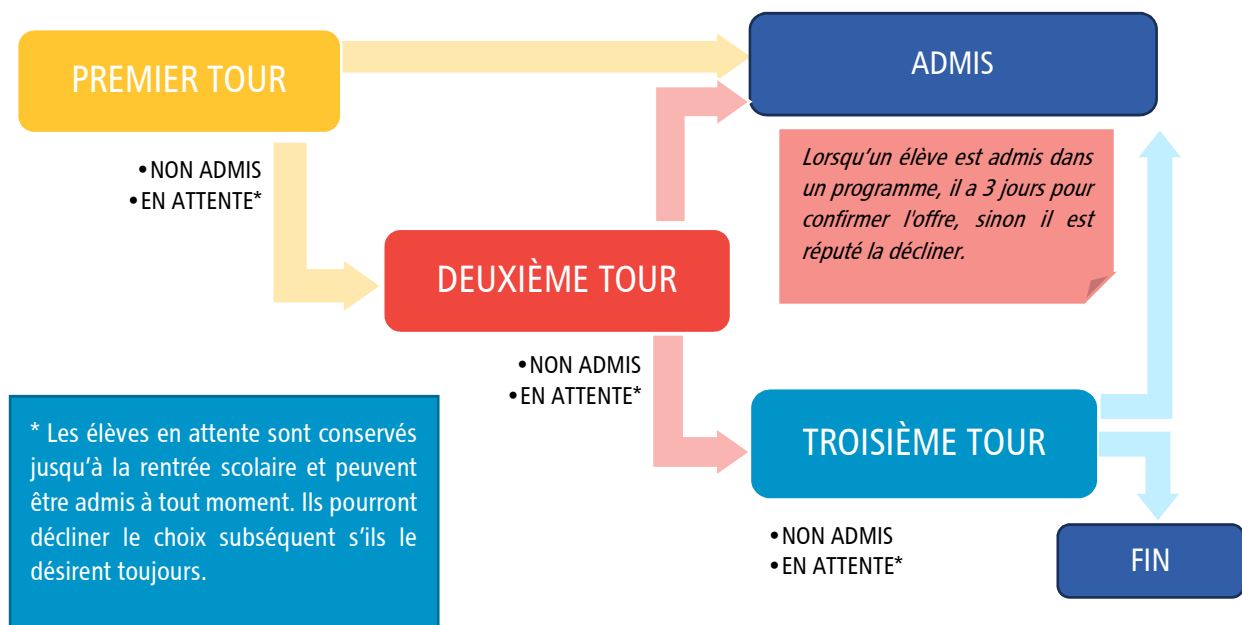 PREMIER TOUR
ADMIS
•NON ADMIS
•EN ATTENTE*
Lorsqu'un élève est admis dans
un programme, il a 3 jours pour
confirmer l'offre, sinon il est
réputé la décliner.
DEUXIÈME TOUR
•NON ADMIS
•EN ATTENTE*
* Les élèves en attente sont conservés
jusqu'à la rentrée scolaire et peuvent
être admis à tout moment. Ils pourront
décliner le choix subséquent s'ils le
désirent toujours.
TROISIÈME TOUR
•NON ADMIS
•EN ATTENTE*
FIN